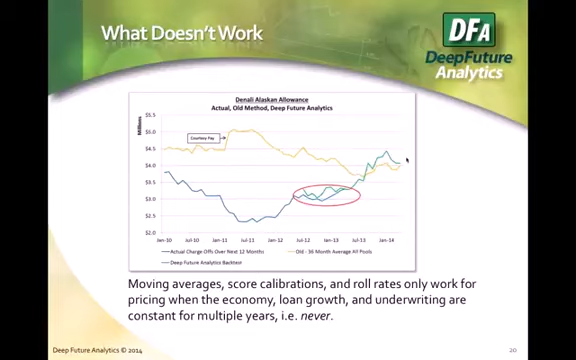 What Doesn't Work
DFA
DeepFuture
Analytics
Denali Alaskan Allowance
Actual, Old Method, Deep Future Analytics
Millions
$5.5
$5.0
$4.5
$4.0
$3.5
$3.0
$2.5
$2.0
Courtesy Pay
Jan-10 Jul-10 Jan-11 Jul-11 Jan-12 Jul-12 Jan-13 Jul-13 Jan-14
Actual Charge Offs Over Next 12 Months
Old - 36 Month Average All Pools
Deep Future Analytics Backtest
Moving averages, score calibrations, and roll rates only work for
pricing when the economy, loan growth, and underwriting are
constant for multiple years, i.e. never.
Deep Future Analytics © 2014
20